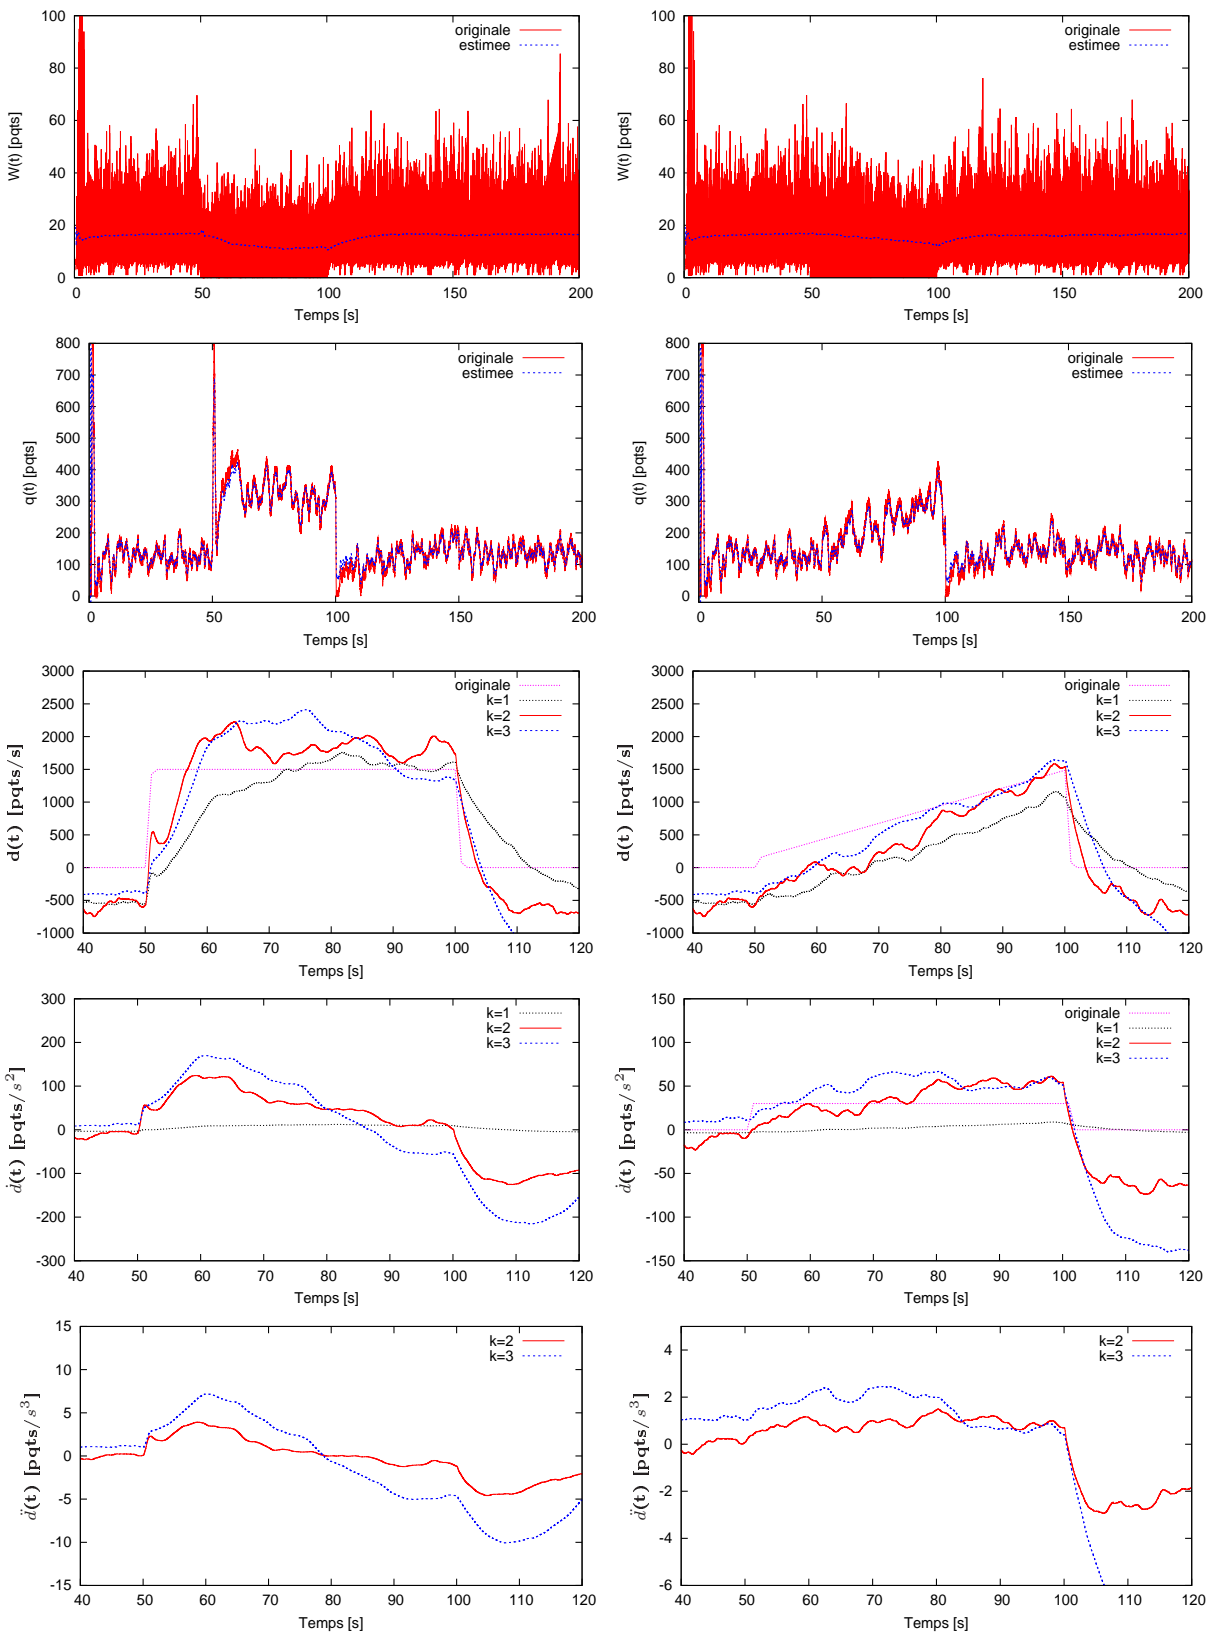 100
80
60
40
20
0
W(t) [pqts]
originale
estimee
0 50 100 150 200
Temps [s]
100
80
60
40
20
0
W(t) [pqts]
originale
estimee
0 50 100 150 200
Temps [s]
800
700
600
500
400
300
200
100
0
q(t) [pqts]
originale
estimee
0 50 100 150 200
Temps [s]
800
700
600
500
400
300
200
100
0
q(t) [pqts]
originale
estimee
0 50 100 150 200
Temps [s]
3000
2500
2000
1500
1000
500
0
-500
-1000
d(t) [pqts/s]
originale
k=1
k=2
k=3
40 50 60 70 80 90 100 110 120
Temps [s]
3000
2500
2000
1500
1000
500
0
-500
-1000
d(t) [pqts/s]
originale
k=1
k=2
k=3
40 50 60 70 80 90 100 110 120
Temps [s]
300
200
100
0
-100
-200
-300
ḋ(t) [pqts/s²]
k=1
k=2
k=3
40 50 60 70 80 90 100 110 120
Temps [s]
150
100
50
0
-50
-100
-150
ḋ(t) [pqts/s²]
originale
k=1
k=2
k=3
40 50 60 70 80 90 100 110 120
Temps [s]
15
10
5
0
-5
-10
-15
d̈(t) [pqts/s³]
k=2
k=3
40 50 60 70 80 90 100 110 120
Temps [s]
4
2
0
-2
-4
-6
d̈(t) [pqts/s³]
k=2
k=3
40 50 60 70 80 90 100 110 120
Temps [s]